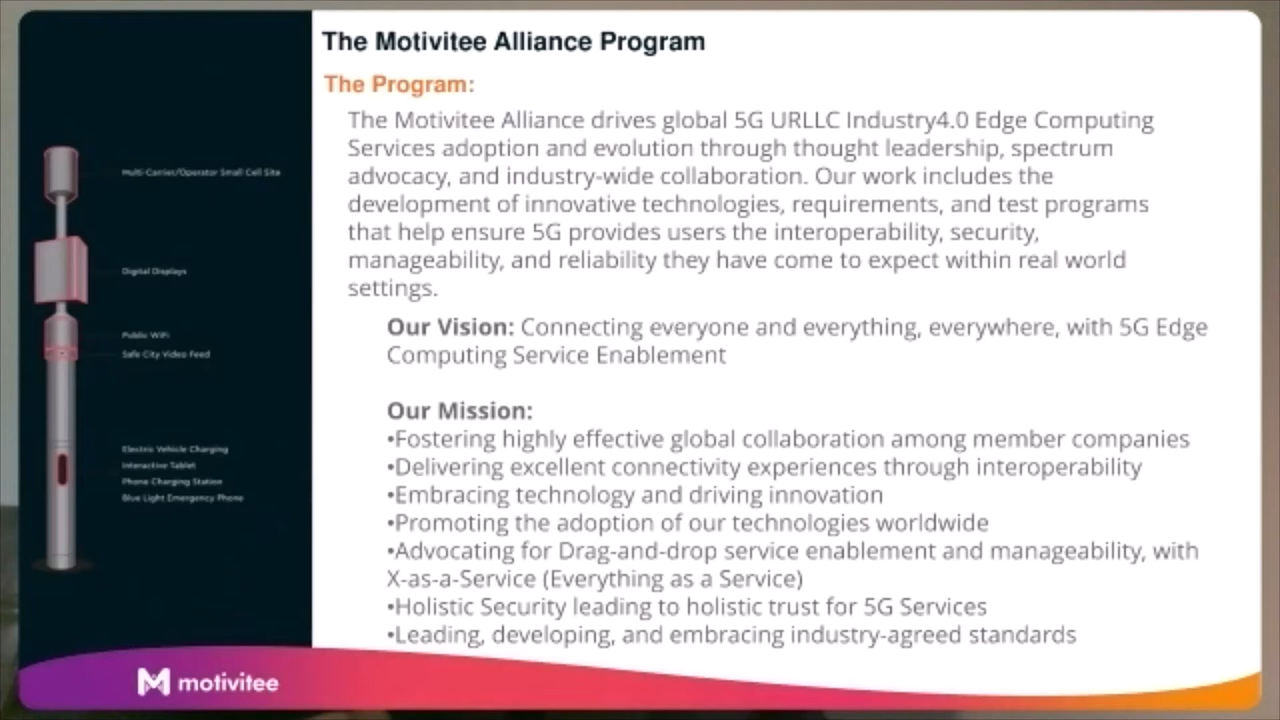 The Motivitee Alliance Program
The Program:
The Motivitee Alliance drives global 5G URLLC Industry4.0 Edge Computing
Services adoption and evolution through thought leadership, spectrum
advocacy, and industry-wide collaboration. Our work includes the
development of innovative technologies, requirements, and test programs
that help ensure 5G provides users the interoperability, security,
manageability, and reliability they have come to expect within real world
settings.
Our Vision: Connecting everyone and everything, everywhere, with 5G Edge
Computing Service Enablement
Our Mission:
•Fostering highly effective global collaboration among member companies
•Delivering excellent connectivity experiences through interoperability
•Embracing technology and driving innovation
•Promoting the adoption of our technologies worldwide
•Advocating for Drag-and-drop service enablement and manageability, with
X-as-a-Service (Everything as a Service)
•Holistic Security leading to holistic trust for 5G Services
•Leading, developing, and embracing industry-agreed standards
Multi-Carrier/Operator Small Cell Site
Digital Displays
Public WiFi
Safe City Video Feed
Electric Vehicle Charging
Interactive Tablet
Phone Charging Station
Blue Light Emergency Phone
motivitee